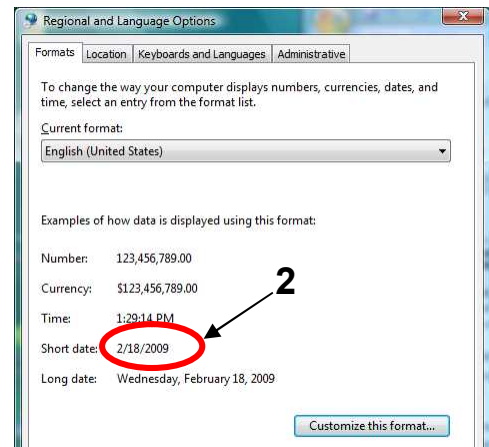 Regional and Language Options
Formats Location Keyboards and Languages Administrative
To change the way your computer displays numbers, currencies, dates, and
time, select an entry from the format list.
Current format:
English (United States)
Examples of how data is displayed using this format:
Number: 123,456,789.00
Currency: $123,456,789.00
2
Time: 1:29:14 PM
Short date: 2/18/2009
Long date: Wednesday, February 18, 2009
Customize this format...